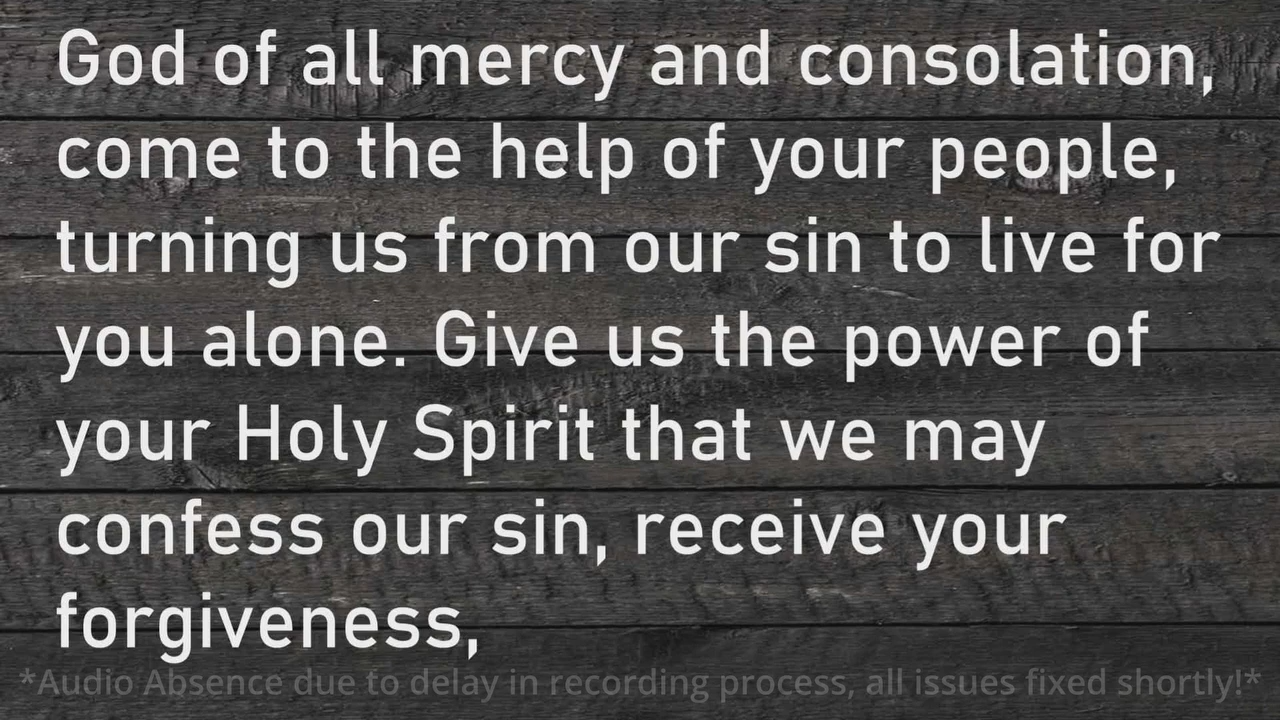 God of all mercy and consolation,
come to the help of your people,
turning us from our sin to live for
you alone. Give us the power of
your Holy Spirit that we may
confess our sin, receive your
forgiveness,
*Audio Absence due to delay in recording process, all issues fixed shortly!*